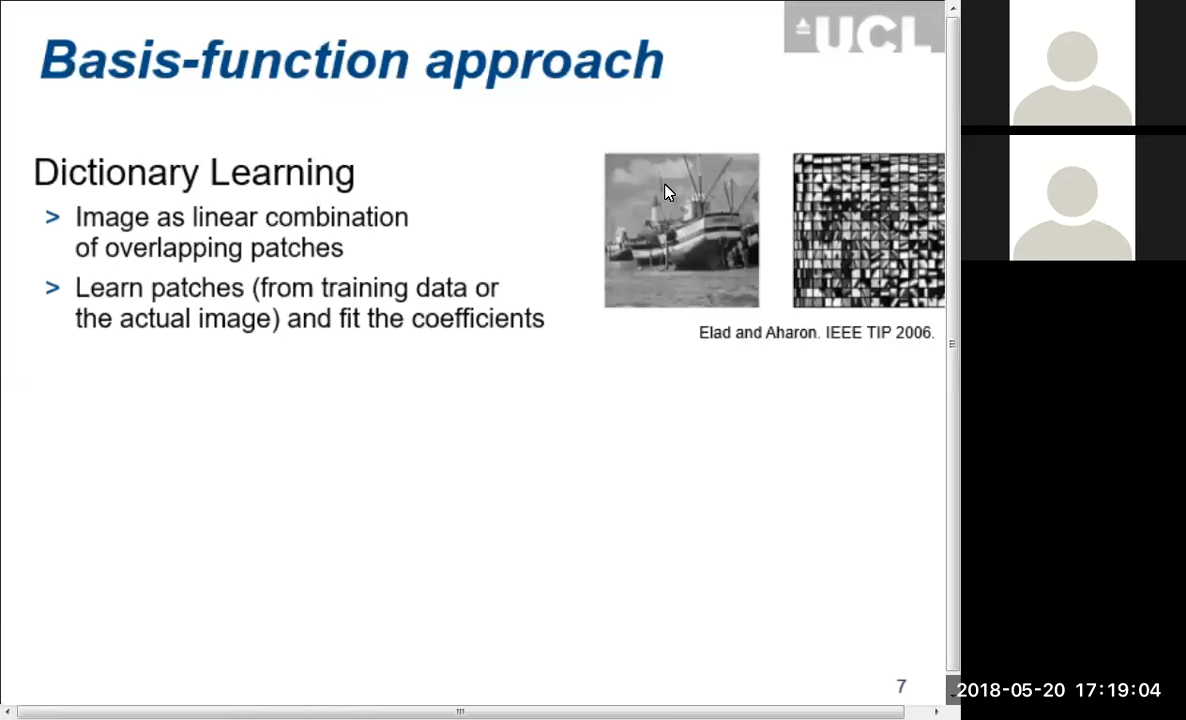 UCL
Basis-function approach
Dictionary Learning
> Image as linear combination
of overlapping patches
> Learn patches (from training data or
the actual image) and fit the coefficients
Elad and Aharon. IEEE TIP 2006.
7
2018-05-20 17:19:04